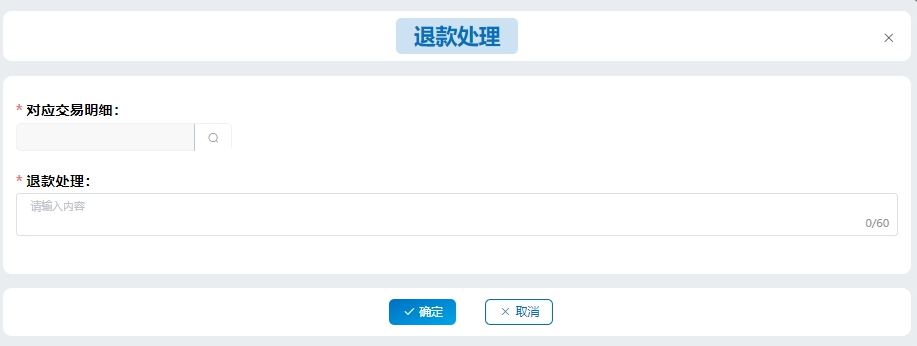 退款处理
* 对应交易明细：
* 退款处理：
请输入内容
0/60
确定
取消